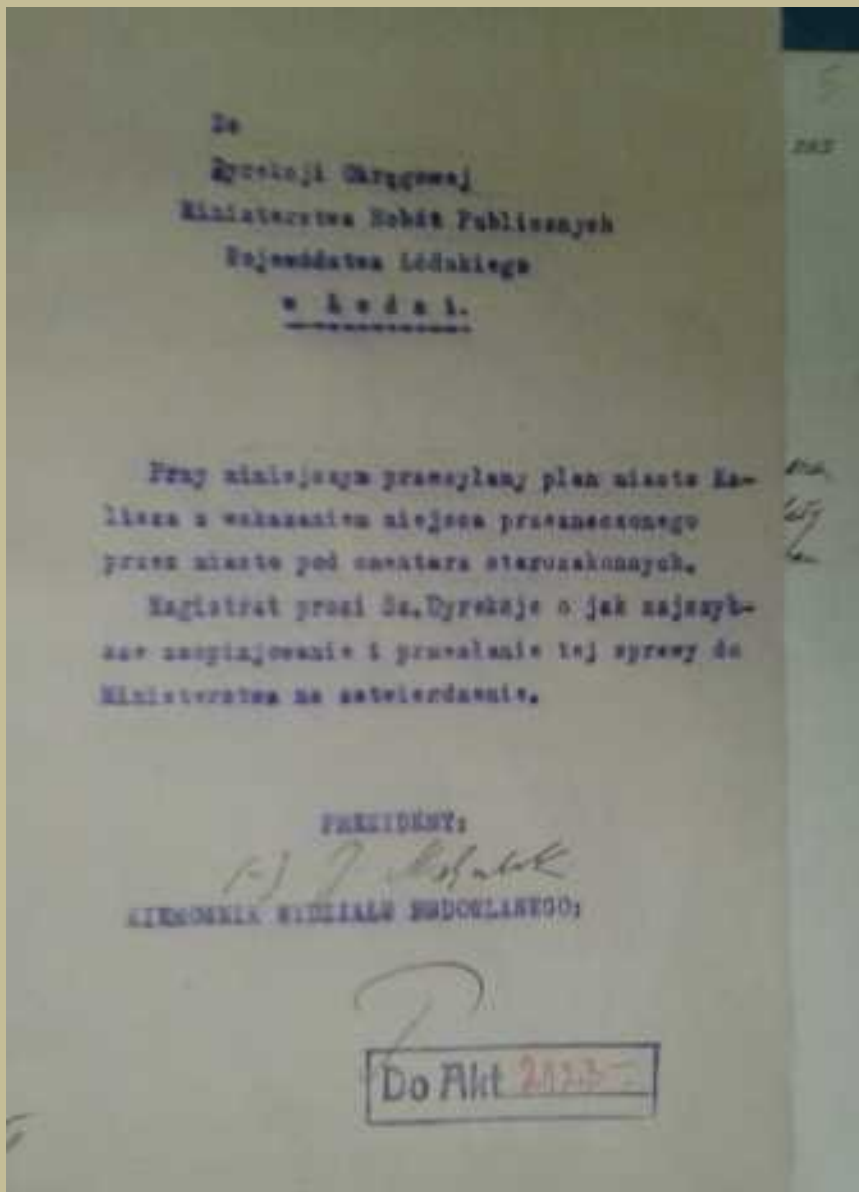 Do
Dyrekcji Okręgowej
Ministerstwa Robót Publicznych
Województwa Łódzkiego
w Łodzi.
Przy niniejszym przesyłamy plan miasta Ka-
lisza z wskazaniem miejsca przeznaczonego
przez miasto pod cmentarz starozakonnych.
Magistrat prosi Sz.Dyrekcje o jak najszyb-
sze zaopinjowanie i przesłanie tej sprawy do
Ministerstwa na zatwierdzenie.
PREZYDENT:
(-) J
KIEROWNIK WYDZIAŁU BUDOWLANEGO:
Do Akt